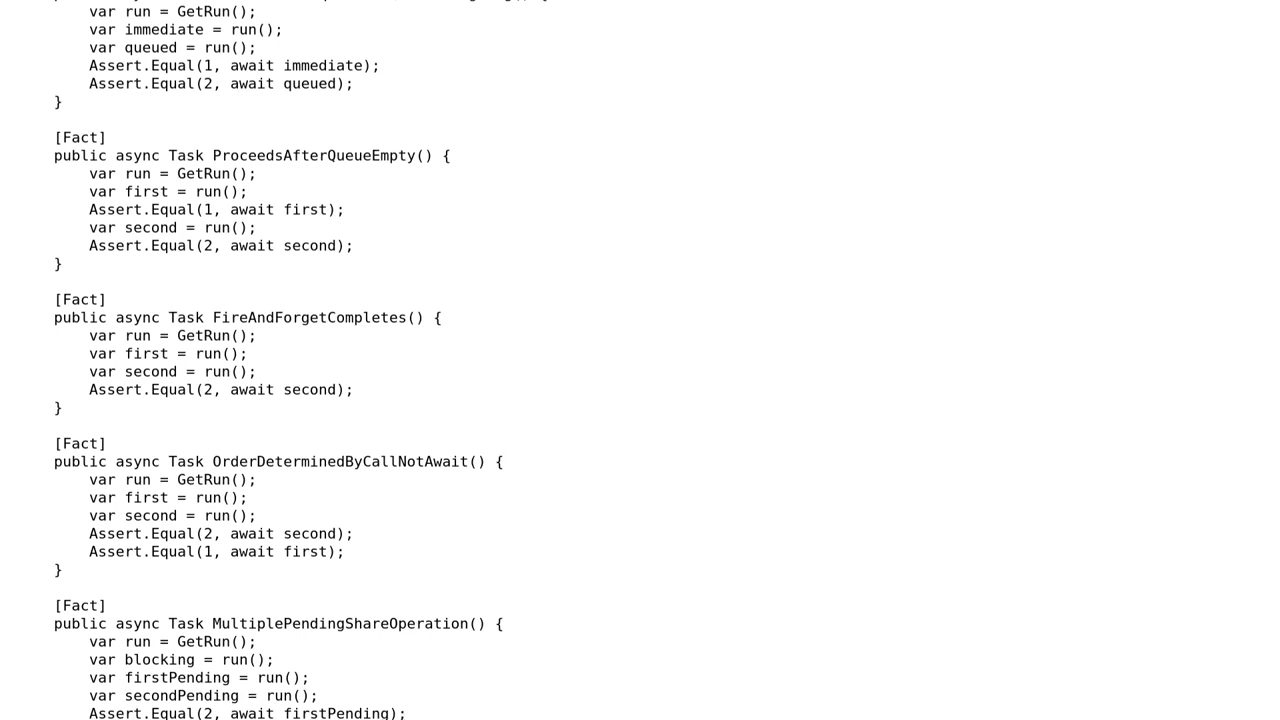 var run = GetRun();
var immediate = run();
var queued = run();
Assert.Equal(1, await immediate);
Assert.Equal(2, await queued);
}
[Fact]
public async Task ProceedsAfterQueueEmpty() {
var run = GetRun();
var first = run();
Assert.Equal(1, await first);
var second = run();
Assert.Equal(2, await second);
}
[Fact]
public async Task FireAndForgetCompletes() {
var run = GetRun();
var first = run();
var second = run();
Assert.Equal(2, await second);
}
[Fact]
public async Task OrderDeterminedByCallNotAwait() {
var run = GetRun();
var first = run();
var second = run();
Assert.Equal(2, await second);
Assert.Equal(1, await first);
}
[Fact]
public async Task MultiplePendingShareOperation() {
var run = GetRun();
var blocking = run();
var firstPending = run();
var secondPending = run();
Assert.Equal(2, await firstPending);